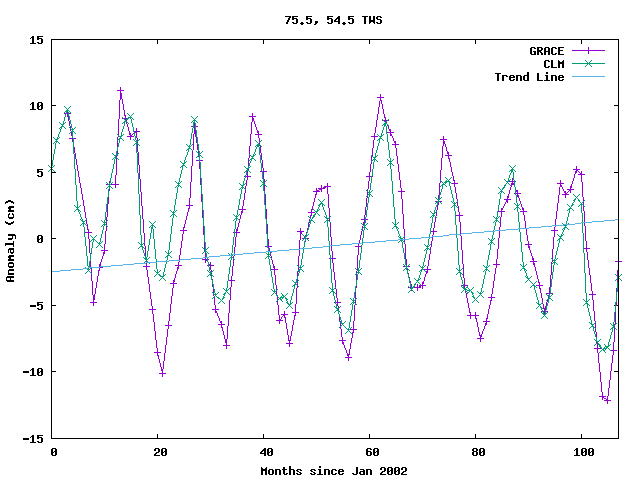 75.5, 54.5 TWS
GRACE
CLM
Trend Line
15
10
5
0
-5
-10
-15
Anomaly (cm)
0 20 40 60 80 100
Months since Jan 2002